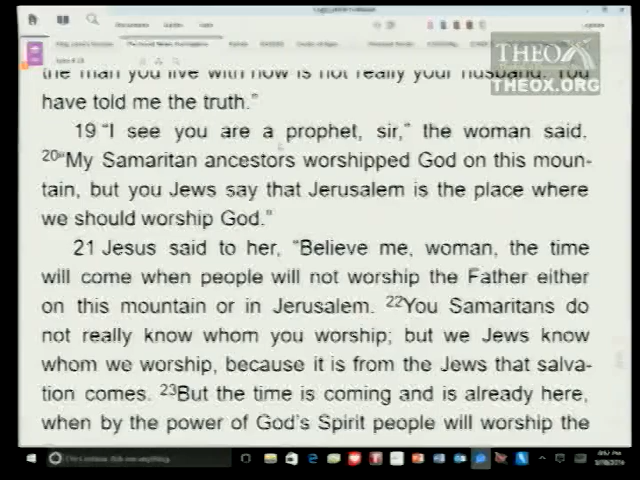 THEOX
THEOX.ORG
the man you live with now is not really your husband. You
have told me the truth."
19 "I see you are a prophet, sir," the woman said.
20"My Samaritan ancestors worshipped God on this moun-
tain, but you Jews say that Jerusalem is the place where
we should worship God."
21 Jesus said to her, "Believe me, woman, the time
will come when people will not worship the Father either
on this mountain or in Jerusalem. 22You Samaritans do
not really know whom you worship; but we Jews know
whom we worship, because it is from the Jews that salva-
tion comes. 23But the time is coming and is already here,
when by the power of God's Spirit people will worship the